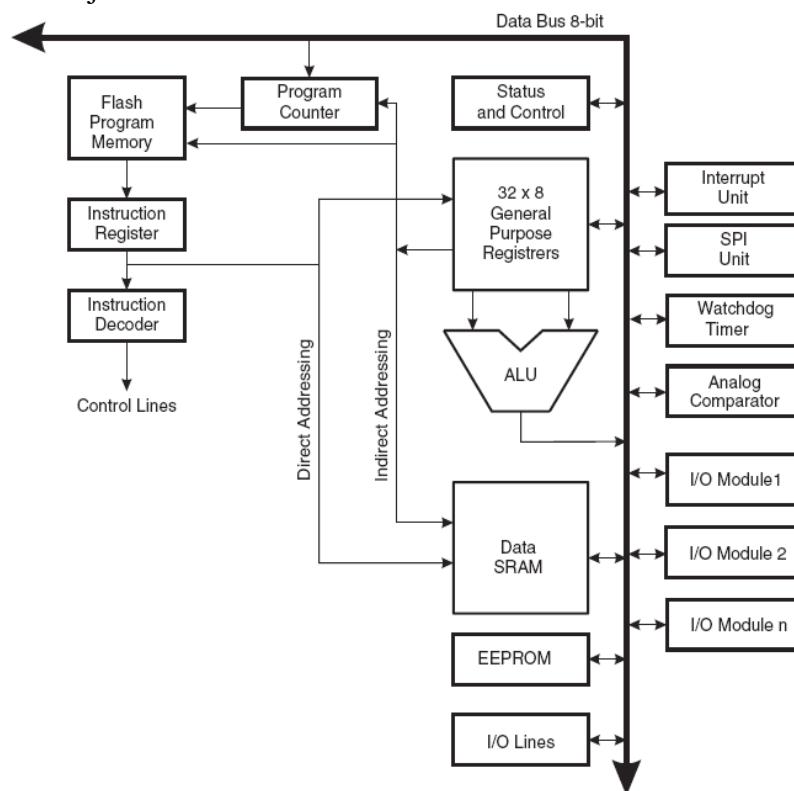 Data Bus 8-bit
Flash
Program
Memory
Program
Counter
Status
and Control
32 x 8
General
Purpose
Registrers
Interrupt
Unit
Instruction
Register
SPI
Unit
Instruction
Decoder
Watchdog
Timer
Direct Addressing
Indirect Addressing
ALU
Analog
Comparator
Control Lines
I/O Module1
Data
SRAM
I/O Module 2
I/O Module n
EEPROM
I/O Lines